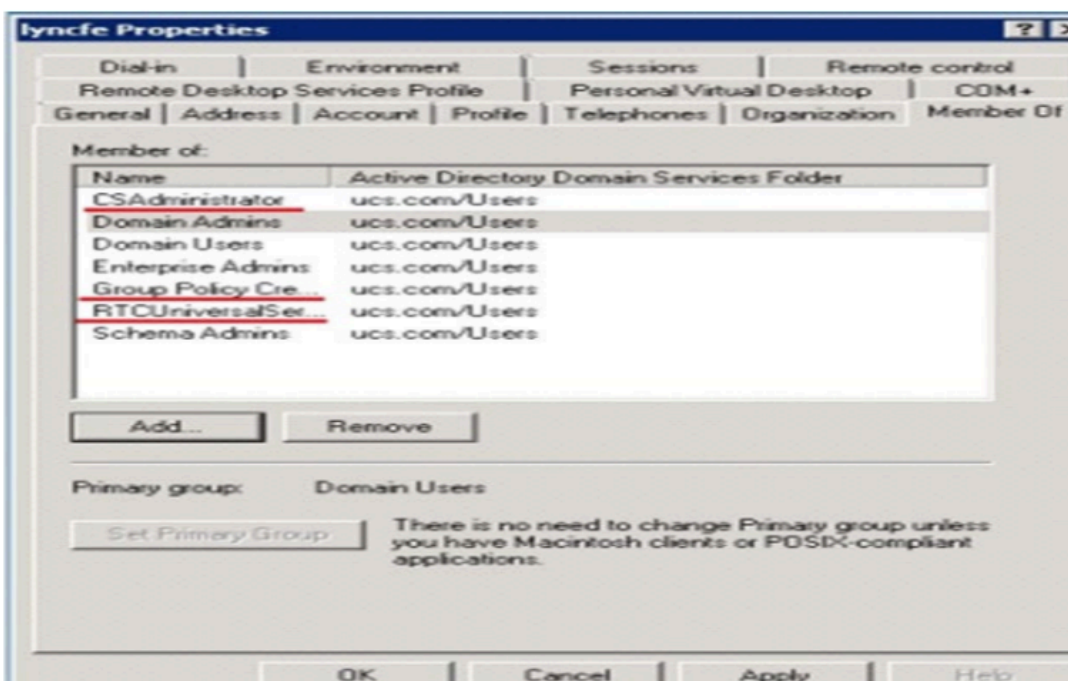 lyncfe Properties
Dial-in Environment Sessions Remote control
Remote Desktop Services Profile Personal Virtual Desktop COM+
General Address Account Profile Telephones Organization Member Of
Member of:
Name Active Directory Domain Services Folder
CSAdministrator ucs.com/Users
Domain Admins ucs.com/Users
Domain Users ucs.com/Users
Enterprise Admins ucs.com/Users
Group Policy Cre... ucs.com/Users
RTCUniversalSer... ucs.com/Users
Schema Admins ucs.com/Users
Add... Remove
Primary group: Domain Users
Set Primary Group
There is no need to change Primary group unless
you have Macintosh clients or POSIX-compliant
applications.
OK Cancel Apply Help